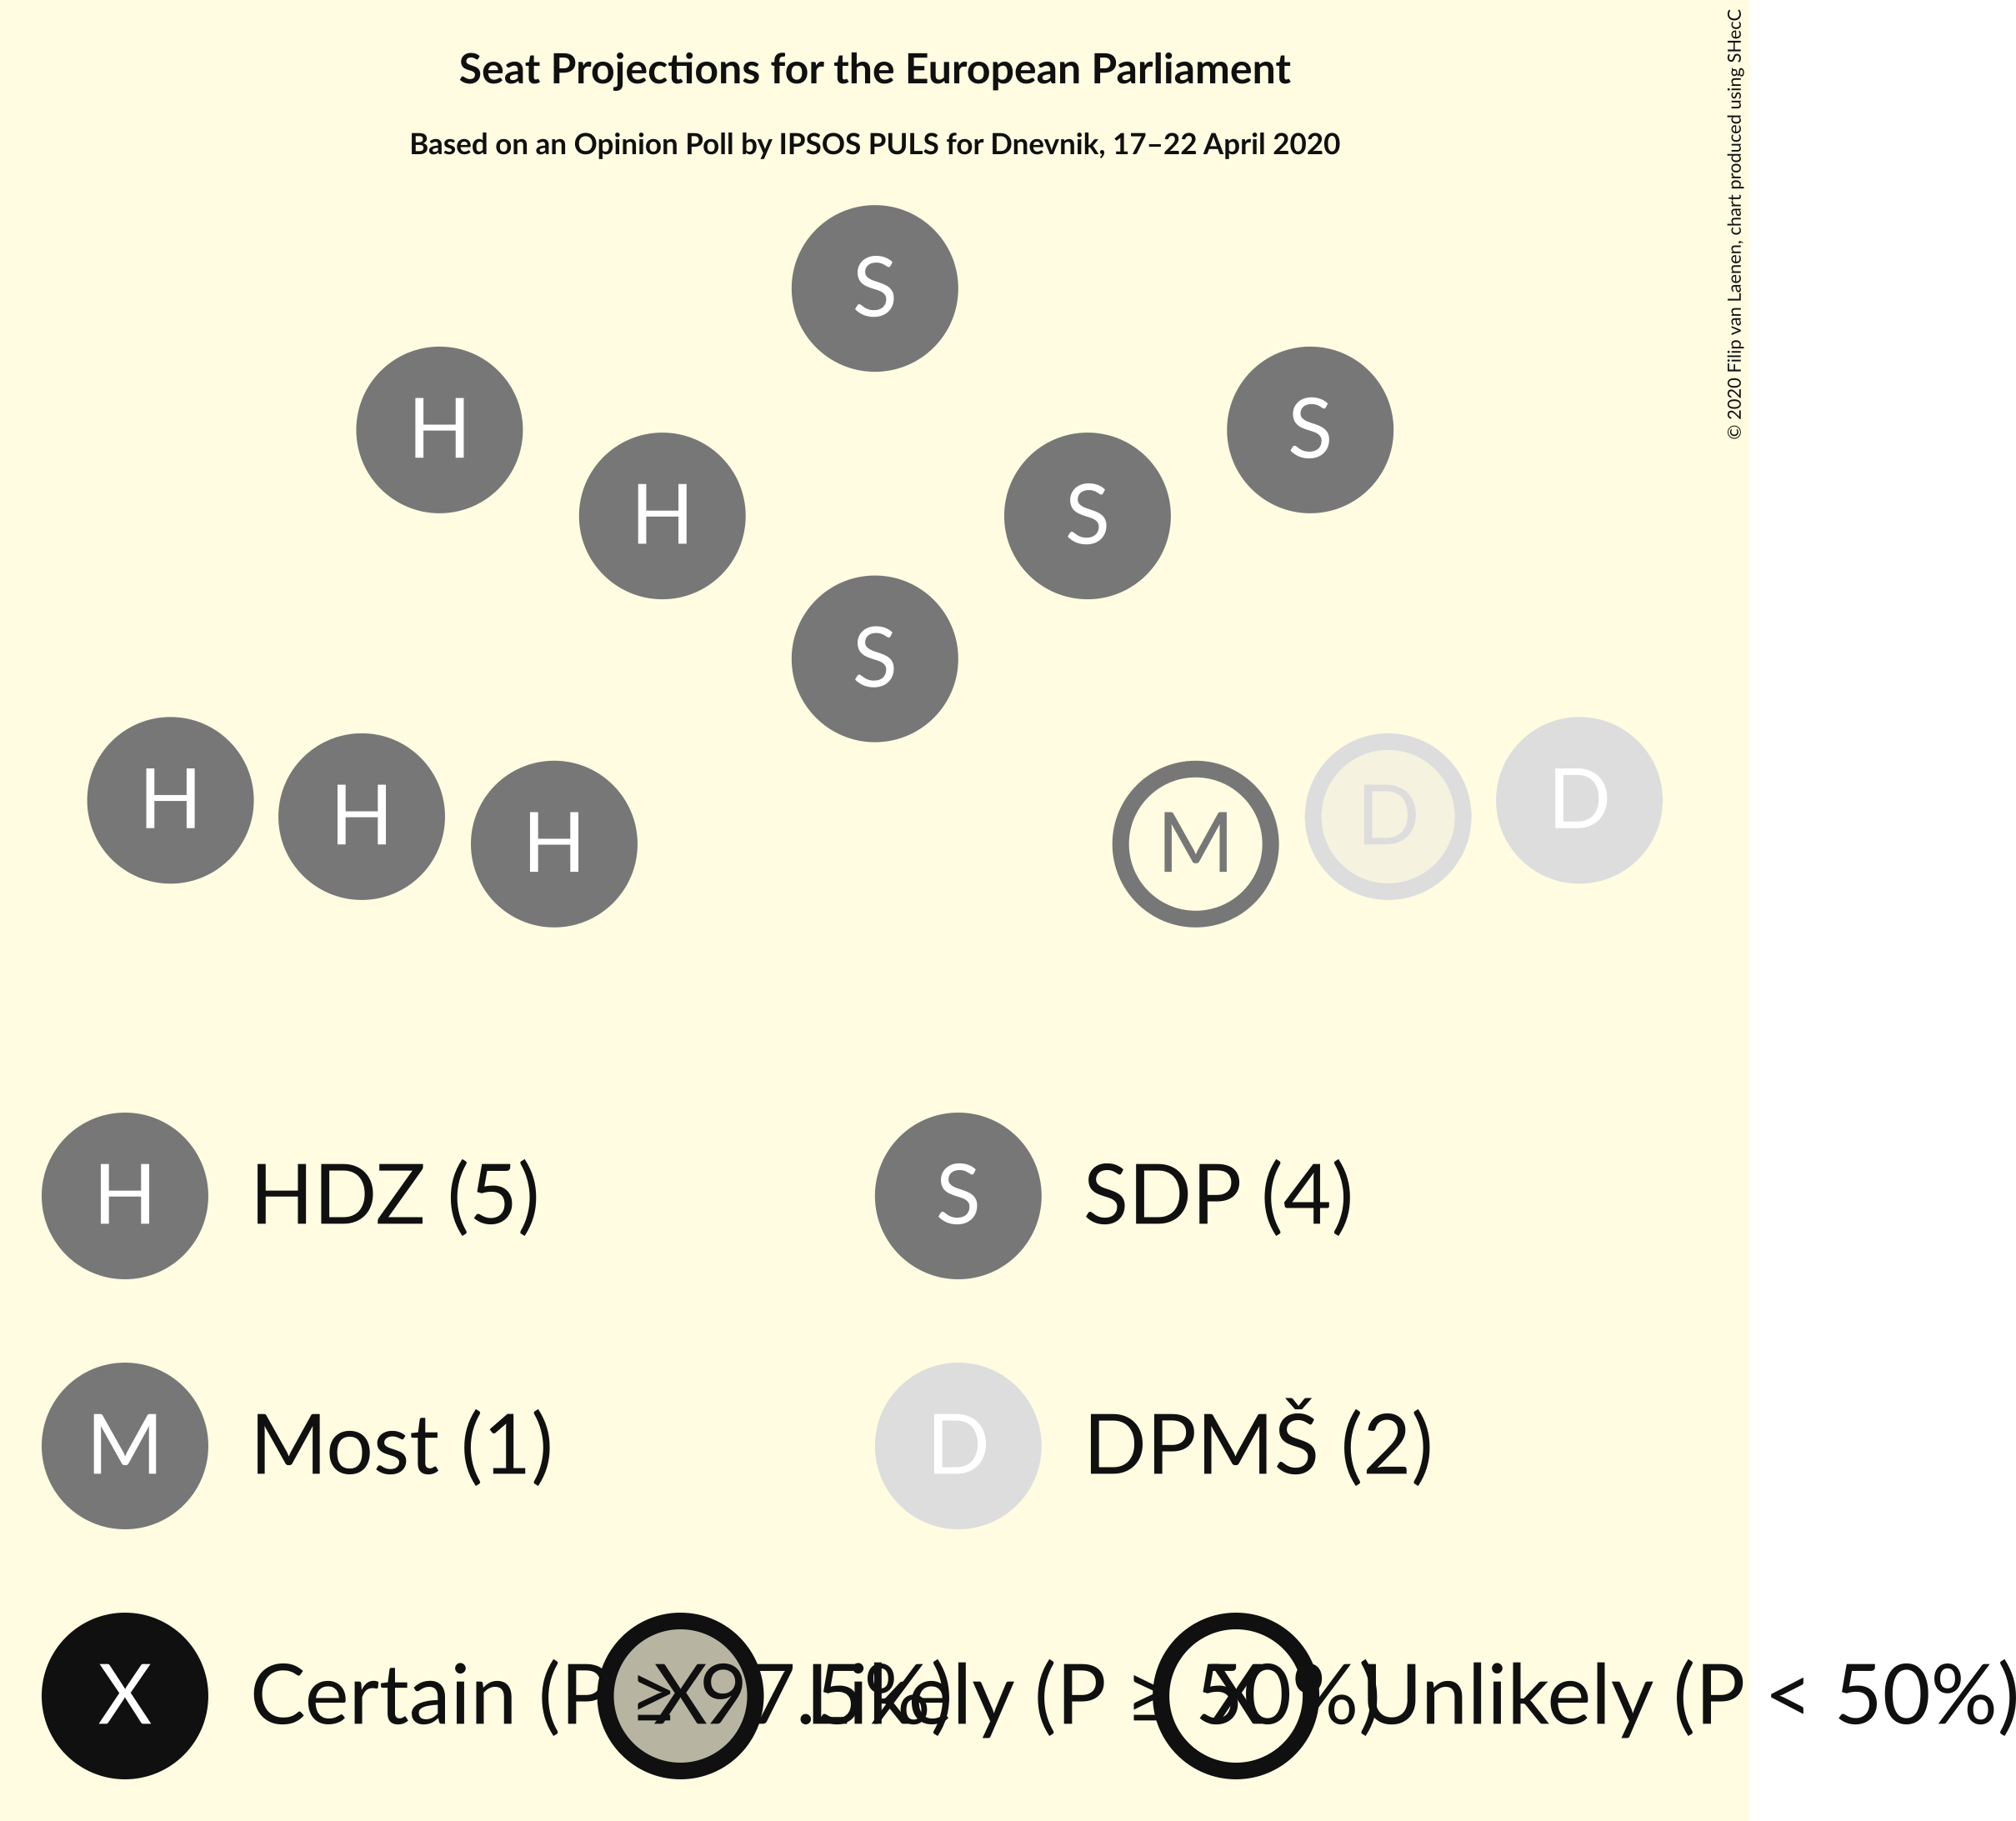 Seat Projections for the European Parliament
Based on an Opinion Poll by IPSOS PULS for Dnevnik, 17–22 April 2020
© 2020 Filip van Laenen, chart produced using SHecC
S
H
S
H
S
S
H
H
H
M
D
D
H HDZ (5)
S SDP (4)
M Most (1)
D DPMŠ (2)
X Certain (P ≥ 97.5%)
X Likely (P ≥ 50%)
X Unlikely (P < 50%)